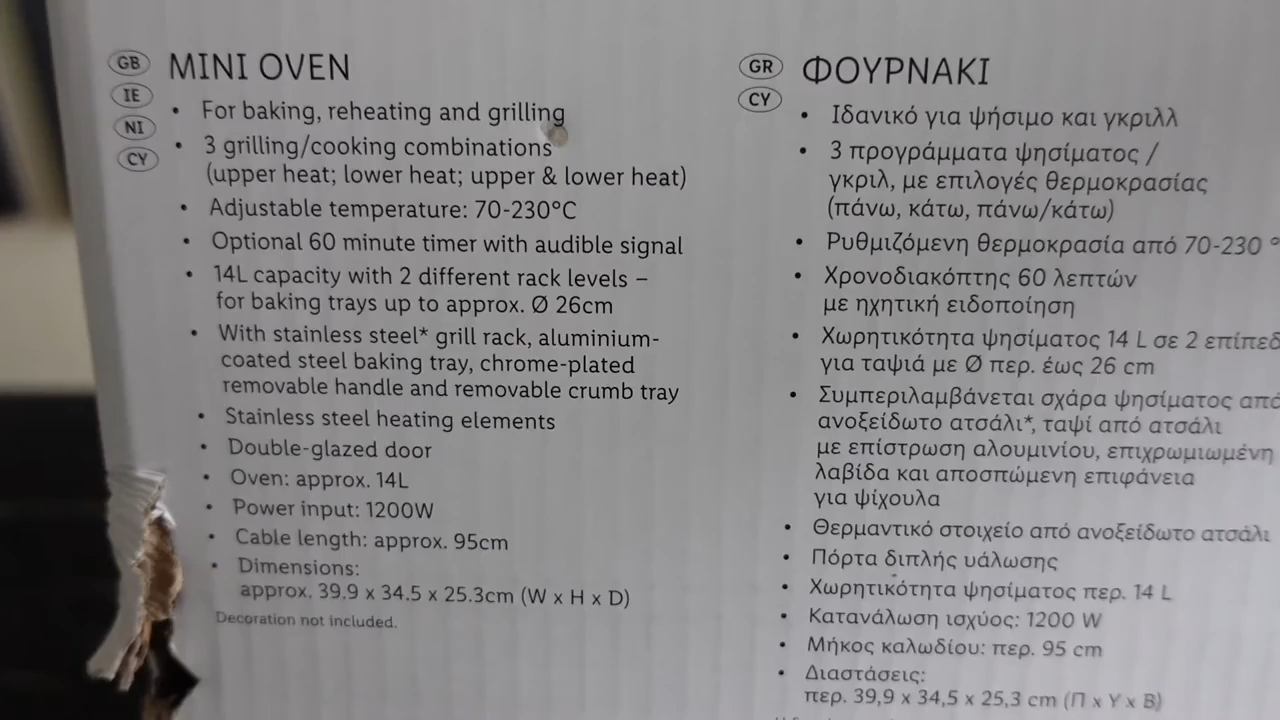 GB
IE
NI
CY
MINI OVEN
• For baking, reheating and grilling
• 3 grilling/cooking combinations
(upper heat; lower heat; upper & lower heat)
• Adjustable temperature: 70-230°C
• Optional 60 minute timer with audible signal
• 14L capacity with 2 different rack levels –
for baking trays up to approx. Ø 26cm
• With stainless steel* grill rack, aluminium-
coated steel baking tray, chrome-plated
removable handle and removable crumb tray
• Stainless steel heating elements
• Double-glazed door
• Oven: approx. 14L
• Power input: 1200W
• Cable length: approx. 95cm
• Dimensions:
approx. 39.9 x 34.5 x 25.3cm (W x H x D)
Decoration not included.
GR
CY
ΦΟΥΡΝΑΚΙ
• Ιδανικό για ψήσιμο και γκριλλ
• 3 προγράμματα ψησίματος /
γκριλ, με επιλογές θερμοκρασίας
(πάνω, κάτω, πάνω/κάτω)
• Ρυθμιζόμενη θερμοκρασία από 70-230 °
• Χρονοδιακόπτης 60 λεπτών
με ηχητική ειδοποίηση
• Χωρητικότητα ψησίματος 14 L σε 2 επίπεδ
για ταψιά με Ø περ. έως 26 cm
• Συμπεριλαμβάνεται σχάρα ψησίματος από
ανοξείδωτο ατσάλι*, ταψί από ατσάλι
με επίστρωση αλουμινίου, επιχρωμιωμένη
λαβίδα και αποσπώμενη επιφάνεια
για ψίχουλα
• Θερμαντικό στοιχείο από ανοξείδωτο ατσάλι
• Πόρτα διπλής υάλωσης
• Χωρητικότητα ψησίματος περ. 14 L
• Κατανάλωση ισχύος: 1200 W
• Μήκος καλωδίου: περ. 95 cm
• Διαστάσεις:
περ. 39,9 x 34,5 x 25,3 cm (Π x Υ x Β)